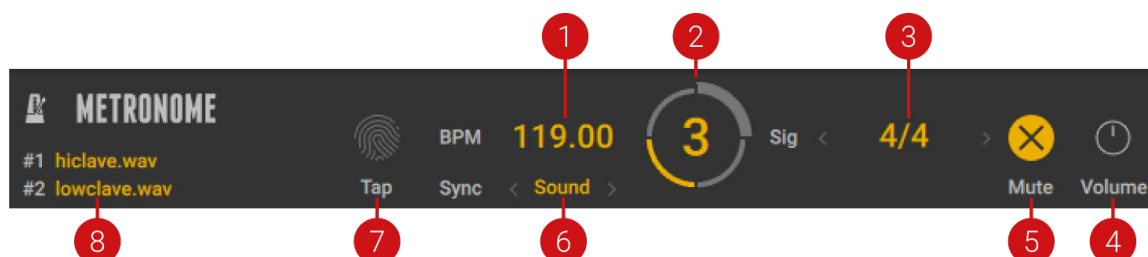 1 2 3
METRONOME
BPM 119.00 3 Sig < 4/4 >
#1 hiclave.wav
#2 lowclave.wav Tap Sync < Sound > Mute Volume
8 7 6 5 4